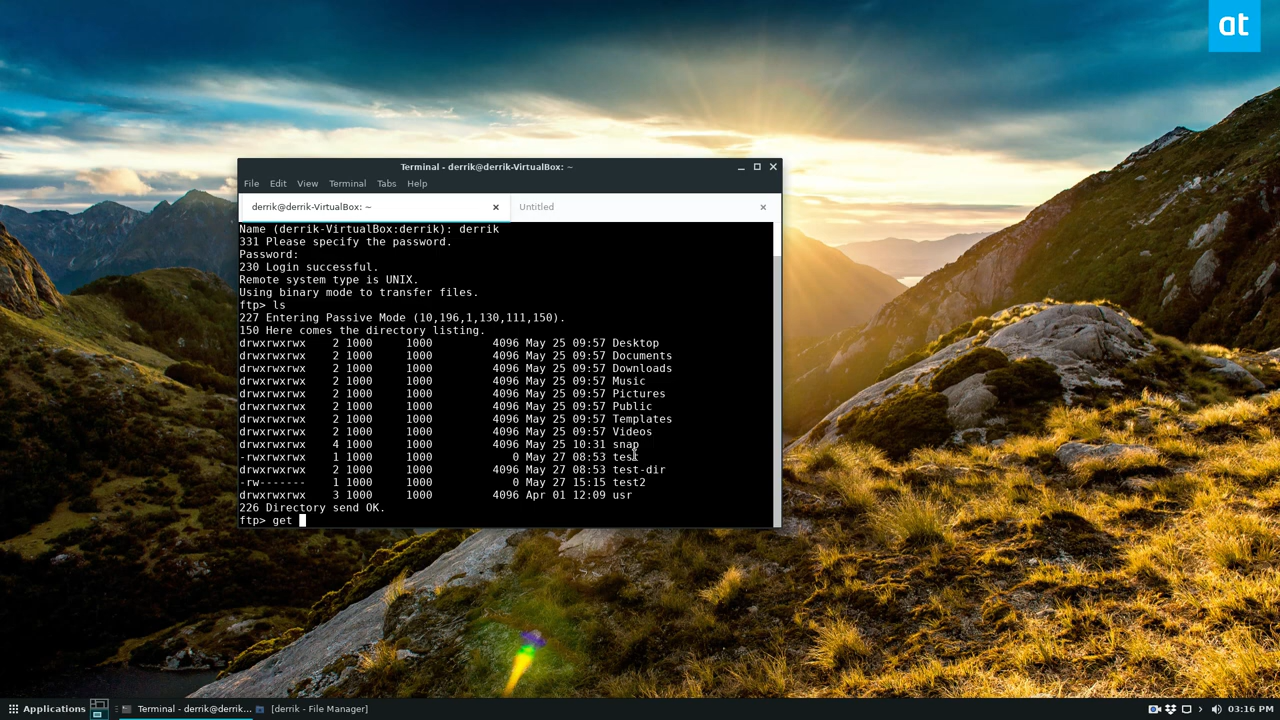 at
Terminal - derrik@derrik-VirtualBox: ~
File Edit View Terminal Tabs Help
derrik@derrik-VirtualBox: ~ Untitled
Name (derrik-VirtualBox:derrik): derrik
331 Please specify the password.
Password:
230 Login successful.
Remote system type is UNIX.
Using binary mode to transfer files.
ftp> ls
227 Entering Passive Mode (10,196,1,130,111,150).
150 Here comes the directory listing.
drwxrwxrwx    2 1000     1000         4096 May 25 09:57 Desktop
drwxrwxrwx    2 1000     1000         4096 May 25 09:57 Documents
drwxrwxrwx    2 1000     1000         4096 May 25 09:57 Downloads
drwxrwxrwx    2 1000     1000         4096 May 25 09:57 Music
drwxrwxrwx    2 1000     1000         4096 May 25 09:57 Pictures
drwxrwxrwx    2 1000     1000         4096 May 25 09:57 Public
drwxrwxrwx    2 1000     1000         4096 May 25 09:57 Templates
drwxrwxrwx    2 1000     1000         4096 May 25 09:57 Videos
drwxrwxrwx    4 1000     1000         4096 May 25 10:31 snap
-rwxrwxrwx    1 1000     1000            0 May 27 08:53 test
drwxrwxrwx    2 1000     1000         4096 May 27 08:53 test-dir
-rw-------    1 1000     1000            0 May 27 15:15 test2
drwxrwxrwx    3 1000     1000         4096 Apr 01 12:09 usr
226 Directory send OK.
ftp> get
Applications Terminal - derrik@derrik... [derrik - File Manager] 03:16 PM